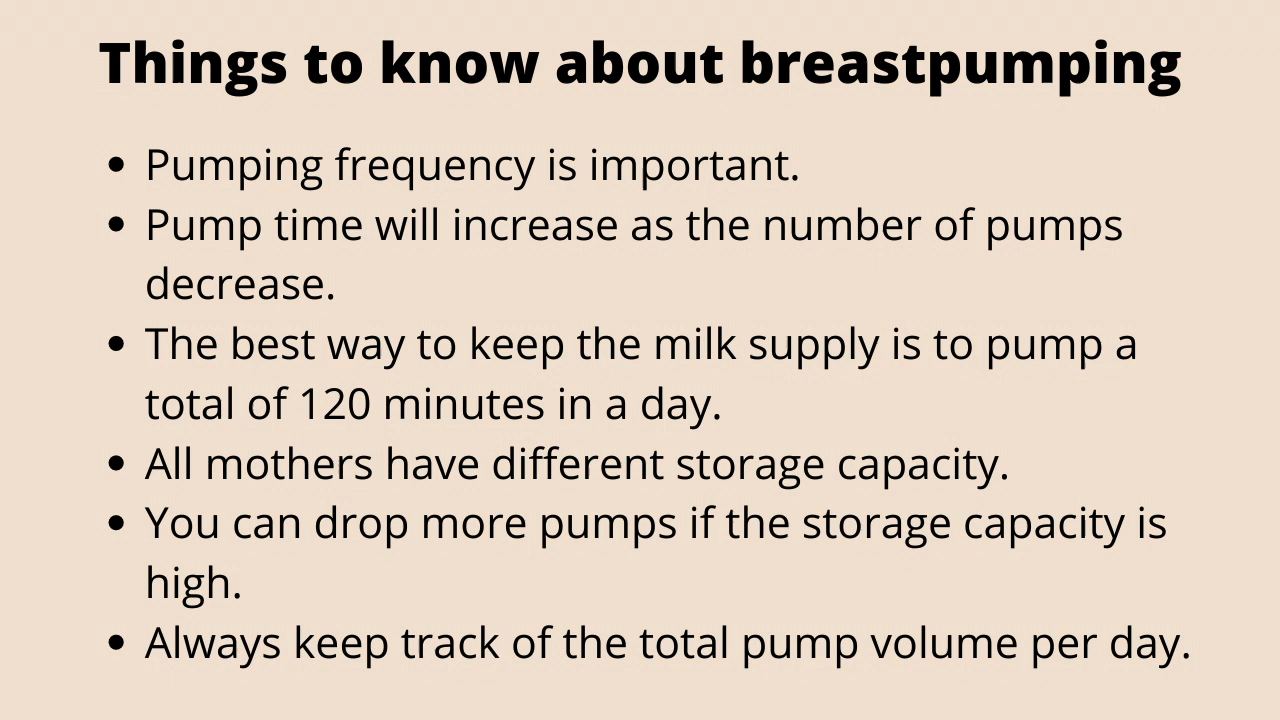 Things to know about breastpumping
• Pumping frequency is important.
• Pump time will increase as the number of pumps
decrease.
• The best way to keep the milk supply is to pump a
total of 120 minutes in a day.
• All mothers have different storage capacity.
• You can drop more pumps if the storage capacity is
high.
• Always keep track of the total pump volume per day.